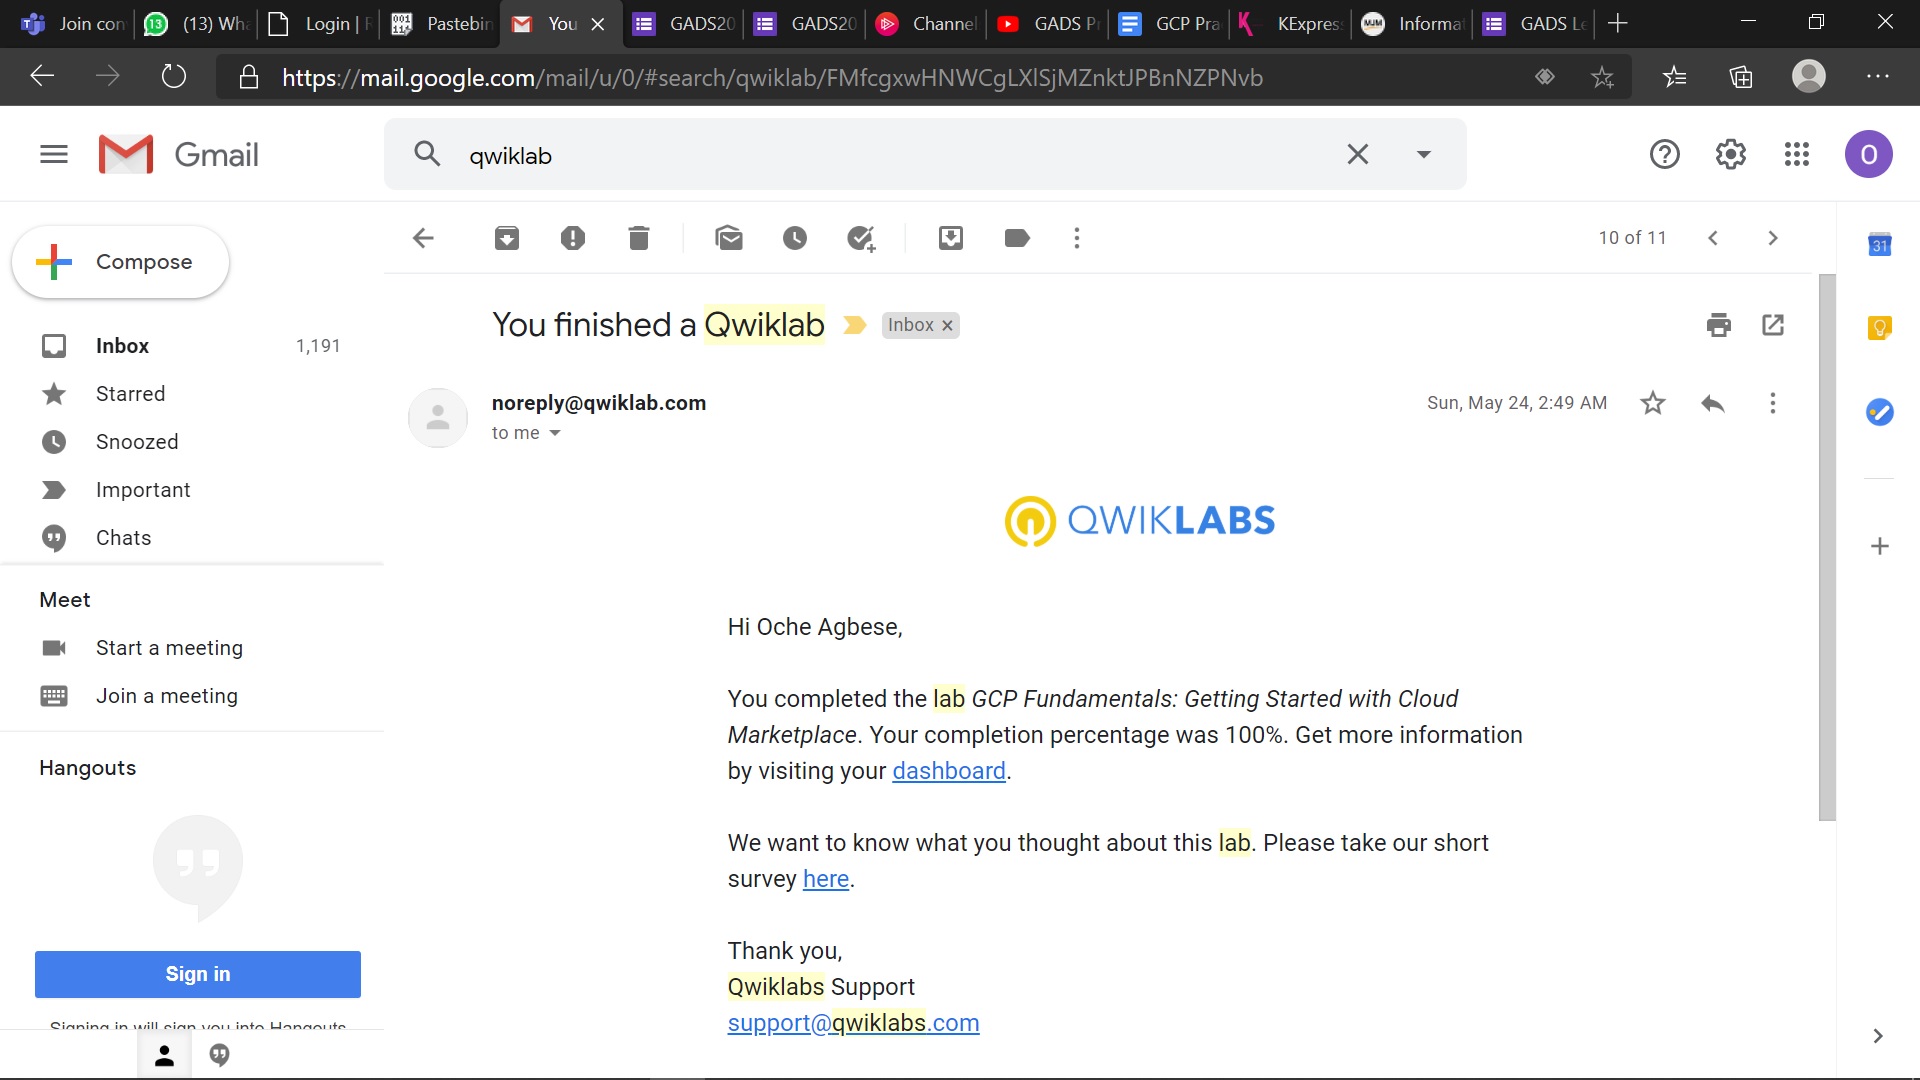 Join con (13) Wha Login | Pastebin You GADS20 GADS20 Channel GADS Pr GCP Pra KExpres Informat GADS Le
https://mail.google.com/mail/u/0/#search/qwiklab/FMfcgxwHNWCgLXlSjMZnktJPBnNZPNvb
Gmail
qwiklab
O
Compose
10 of 11
31
You finished a Qwiklab
Inbox x
Inbox 1,191
Starred
Snoozed
Important
Chats
noreply@qwiklab.com
Sun, May 24, 2:49 AM
to me
QWIKLABS
Meet
Start a meeting
Join a meeting
Hangouts
Sign in
Signing in will sign you into Hangouts
Hi Oche Agbese,
You completed the lab GCP Fundamentals: Getting Started with Cloud
Marketplace. Your completion percentage was 100%. Get more information
by visiting your dashboard.
We want to know what you thought about this lab. Please take our short
survey here.
Thank you,
Qwiklabs Support
support@qwiklabs.com